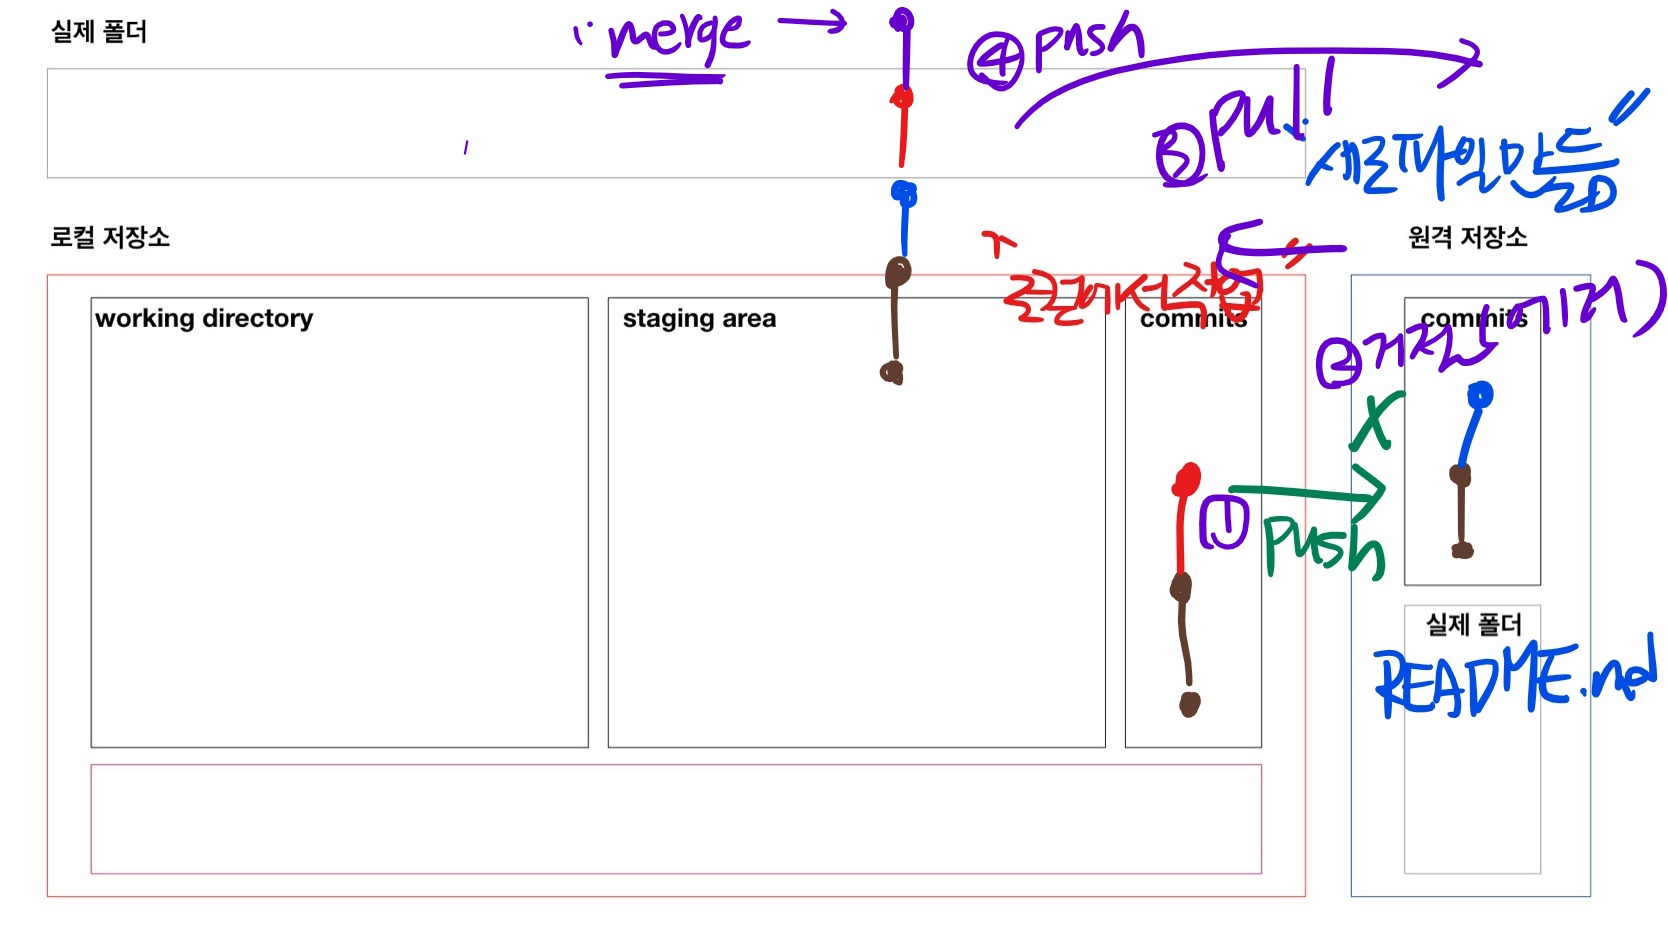 실제 폴더
merge →
④ push
③ pull
새로 파일 만듦
로컬 저장소
원격 저장소
working directory
staging area
로컬에서 작업
commits
commits
② 거절 (에러)
X
①
push
실제 폴더
README.md